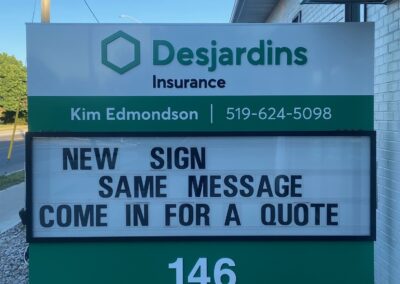 Desjardins
Insurance
Kim Edmondson | 519-624-5098
NEW SIGN
SAME MESSAGE
COME IN FOR A QUOTE
146